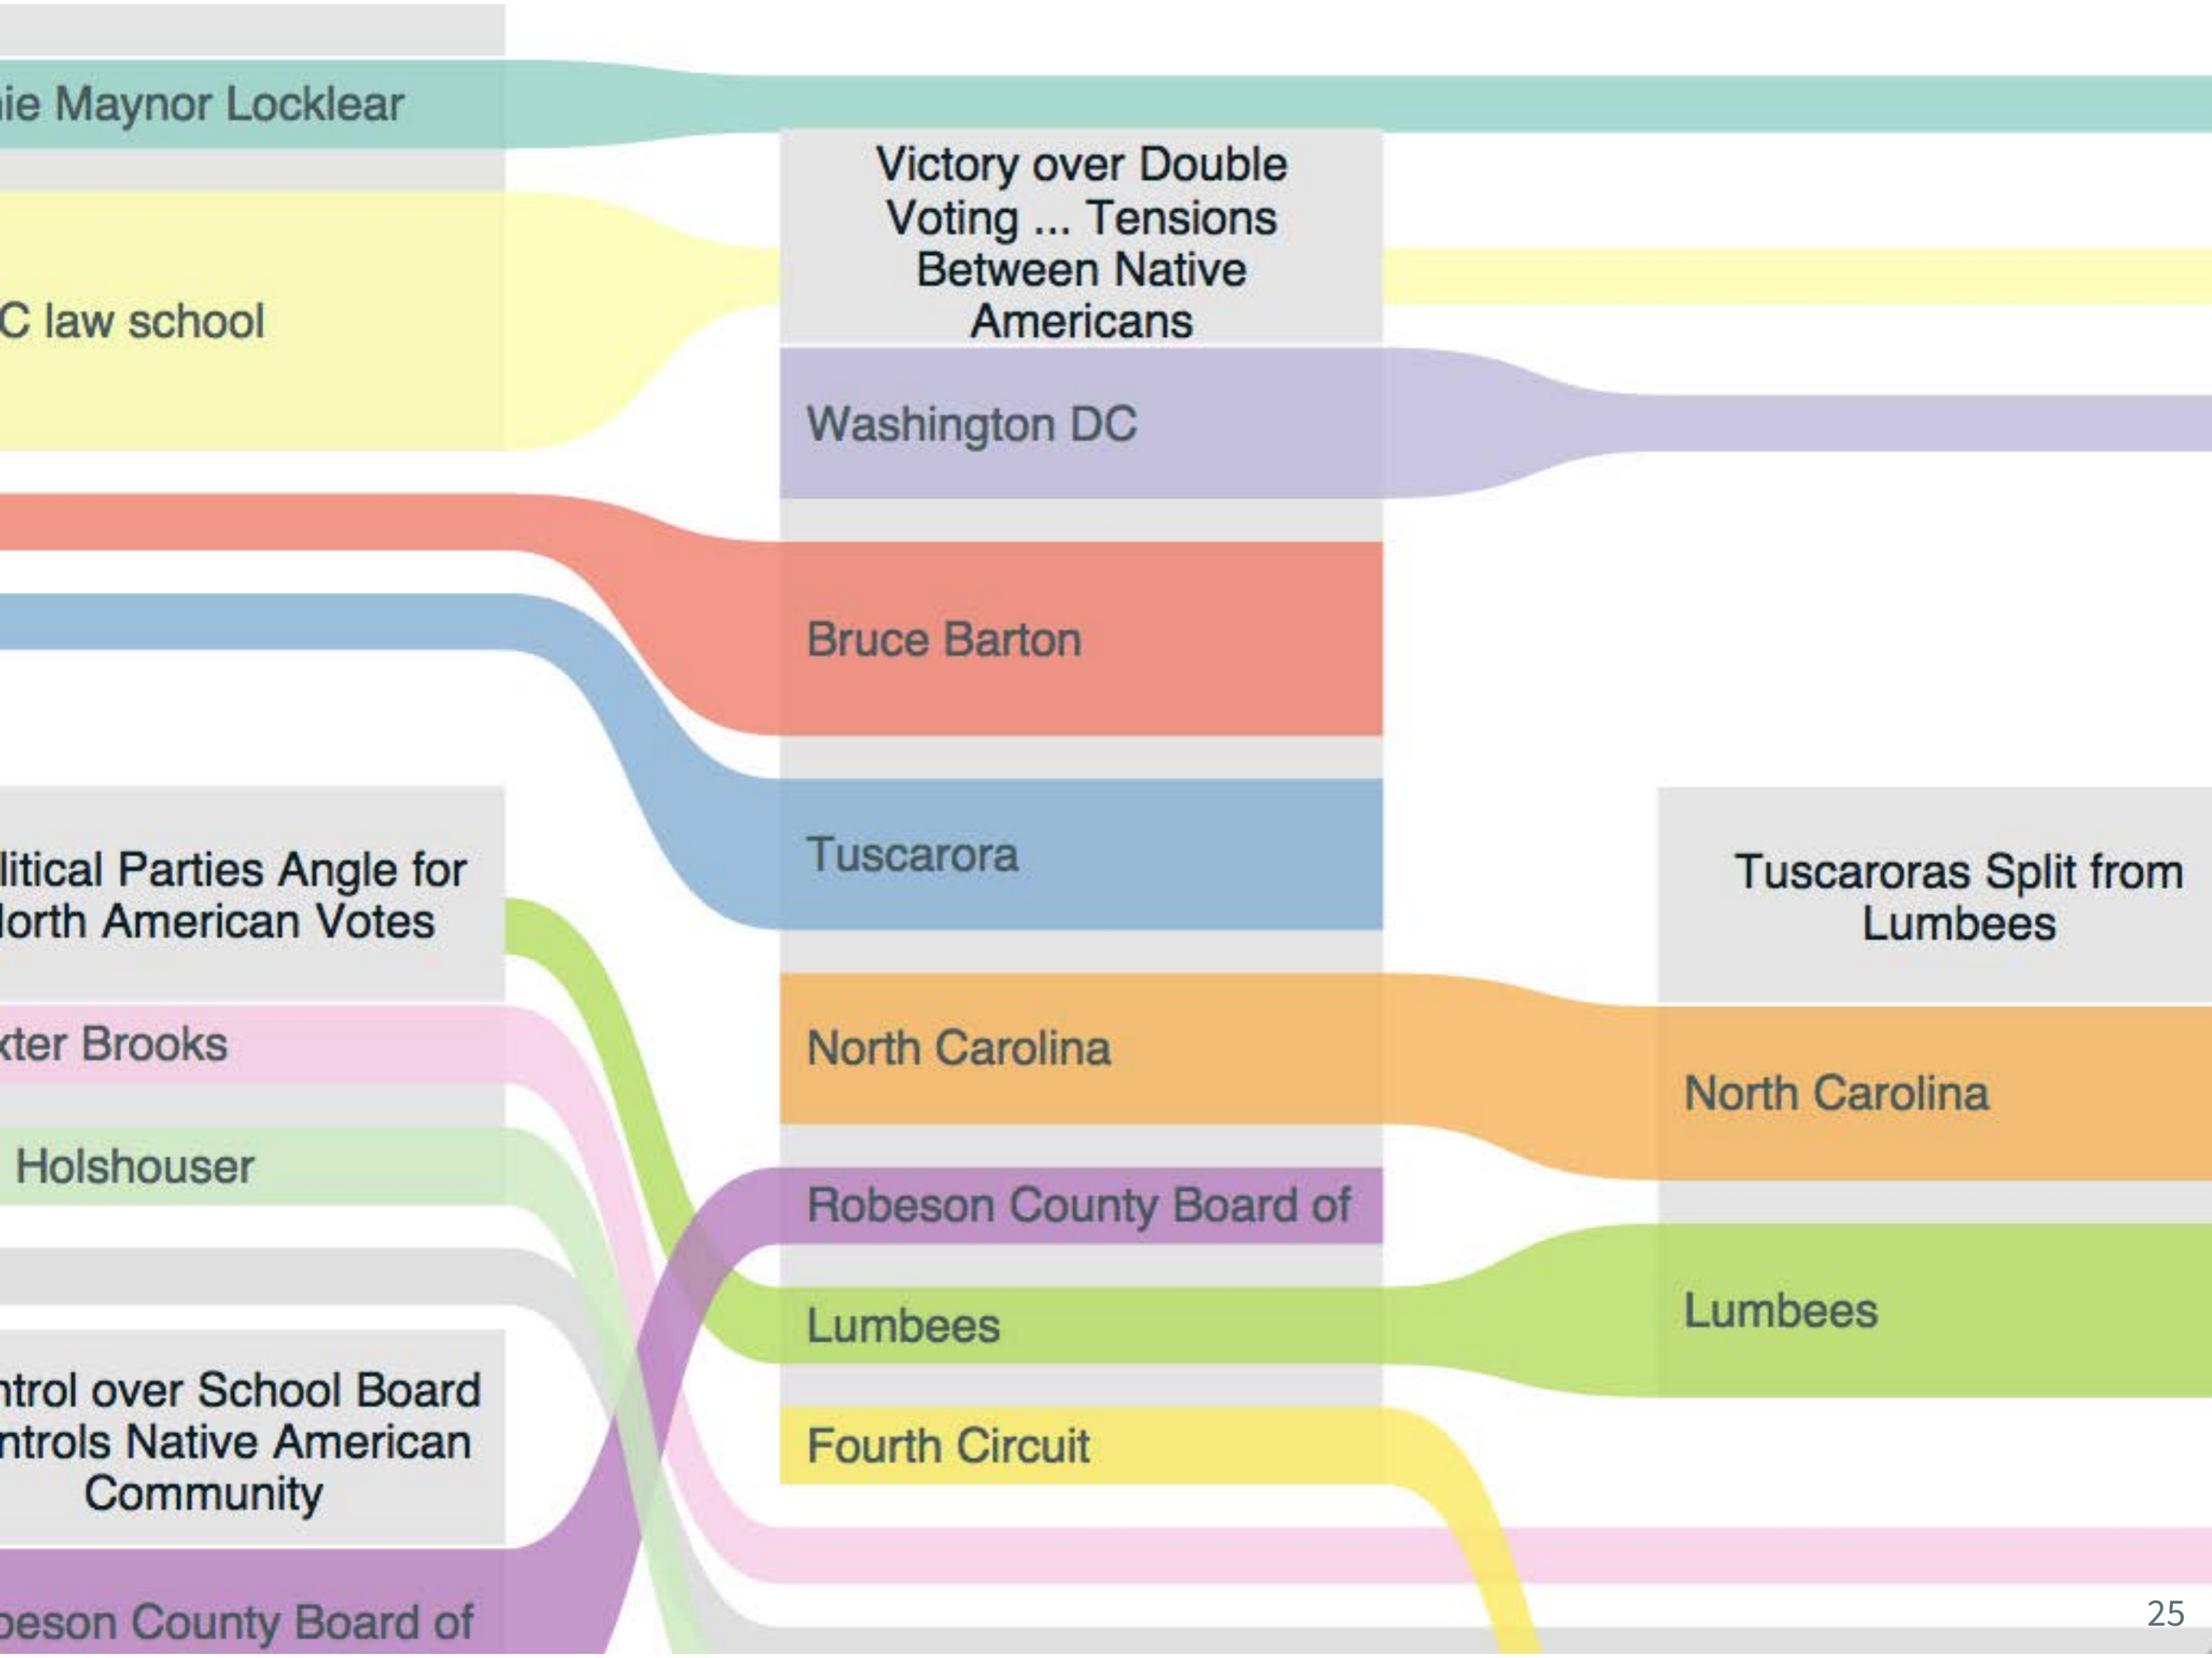 ie Maynor Locklear
C law school
litical Parties Angle for
orth American Votes
xter Brooks
Holshouser
ntrol over School Board
ntrols Native American
Community
beson County Board of
Victory over Double
Voting ... Tensions
Between Native
Americans
Washington DC
Bruce Barton
Tuscarora
North Carolina
Robeson County Board of
Lumbees
Fourth Circuit
Tuscaroras Split from
Lumbees
North Carolina
Lumbees
25